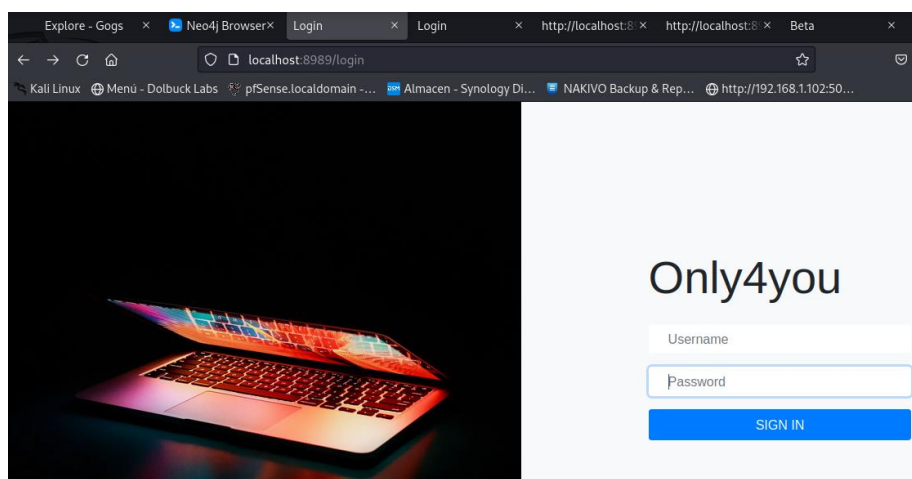 Explore - Gogs × Neo4j Browser × Login × Login × http://localhost:8 × http://localhost:8 × Beta ×
localhost:8989/login
Kali Linux Menú - Dolbuck Labs pfSense.localdomain -... Almacen - Synology Di... NAKIVO Backup & Rep... http://192.168.1.102:50...
Only4you
Username
Password
SIGN IN